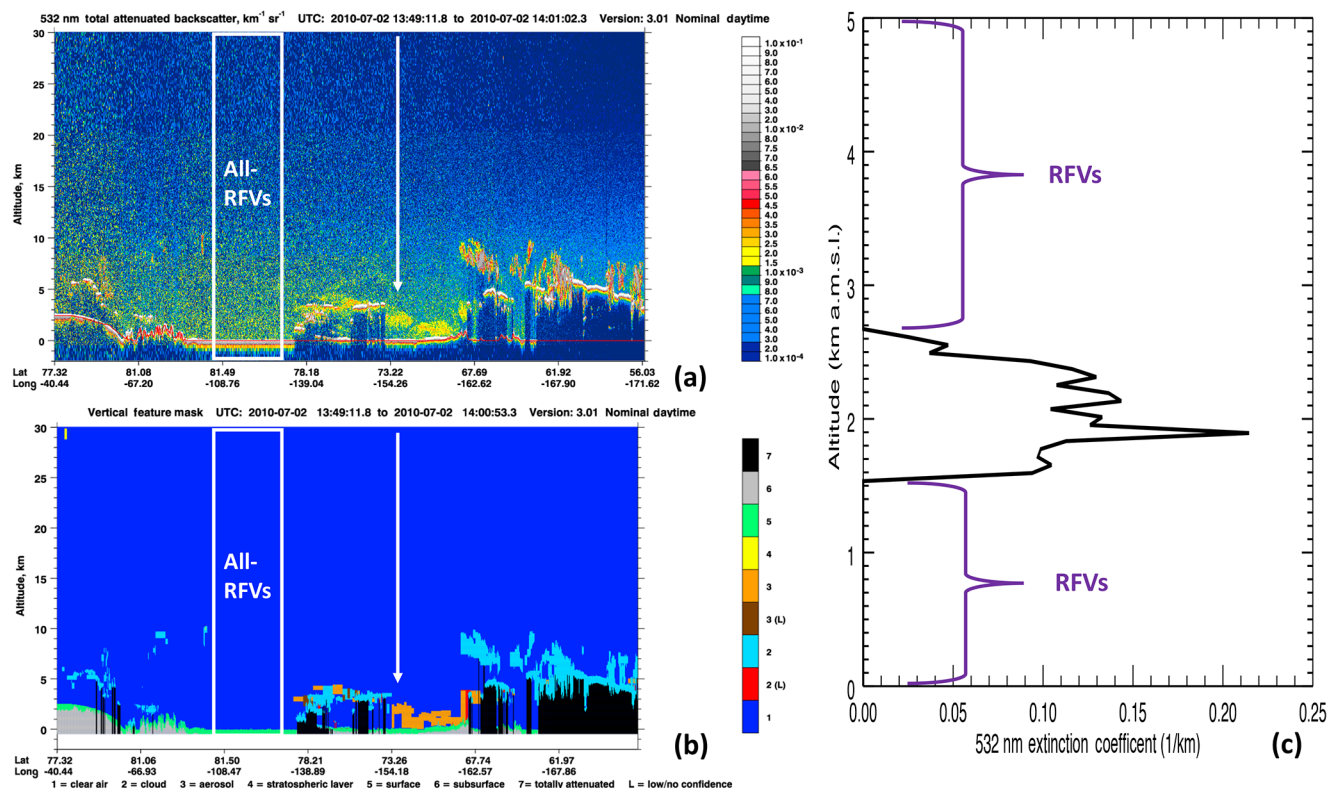 532 nm total attenuated backscatter, km⁻¹ sr⁻¹ UTC: 2010-07-02 13:49:11.8 to 2010-07-02 14:01:02.3 Version: 3.01 Nominal daytime
30
25
20
15
10
5
0
Altitude, km
All-
RFVs
Lat 77.32 81.08 81.49 78.18 73.22 67.69 61.92 56.03
Long -40.44 -67.20 -108.76 -139.04 -154.26 -162.62 -167.90 -171.62
1.0x10⁻¹
9.0
8.0
7.0
6.0
5.0
4.0
3.0
2.0
1.0x10⁻²
8.0
7.5
7.0
6.5
6.0
5.5
5.0
4.5
4.0
3.5
3.0
2.5
2.0
1.5
1.0x10⁻³
9.0
8.0
7.0
6.0
5.0
4.0
3.0
2.0
1.0x10⁻⁴
(a)
Vertical feature mask UTC: 2010-07-02 13:49:11.8 to 2010-07-02 14:00:53.3 Version: 3.01 Nominal daytime
30
25
20
15
10
5
0
Altitude, km
All-
RFVs
Lat 77.32 81.06 81.50 78.21 73.26 67.74 61.97
Long -40.44 -66.93 -108.47 -138.89 -154.18 -162.57 -167.86
1 = clear air 2 = cloud 3 = aerosol 4 = stratospheric layer 5 = surface 6 = subsurface 7= totally attenuated L = low/no confidence
7
6
5
4
3
3 (L)
2
2 (L)
1
(b)
5
4
3
2
1
0
Altitude (km a.m.s.l.)
RFVs
RFVs
0.00 0.05 0.10 0.15 0.20 0.25
532 nm extinction coefficent (1/km)
(c)